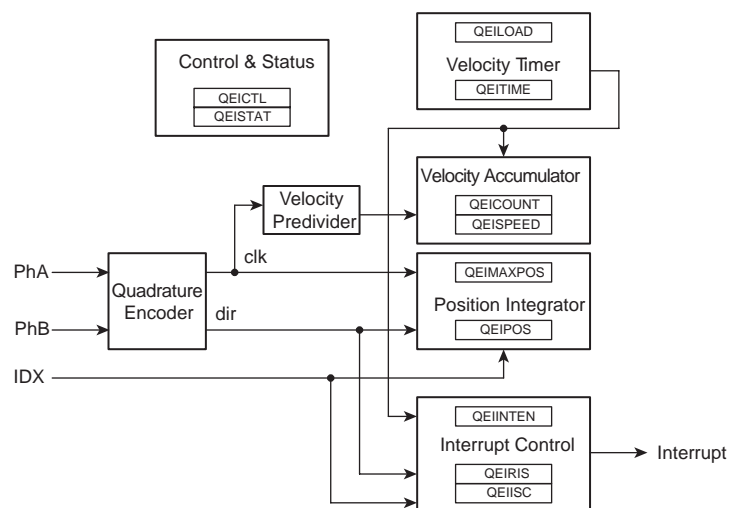 QEILOAD
Control & Status
Velocity Timer
QEICTL
QEITIME
QEISTAT
Velocity Accumulator
Velocity
Predivider
QEICOUNT
QEISPEED
clk
PhA
QEIMAXPOS
Quadrature
Encoder
dir
Position Integrator
PhB
QEIPOS
IDX
QEIINTEN
Interrupt Control
Interrupt
QEIRIS
QEIISC